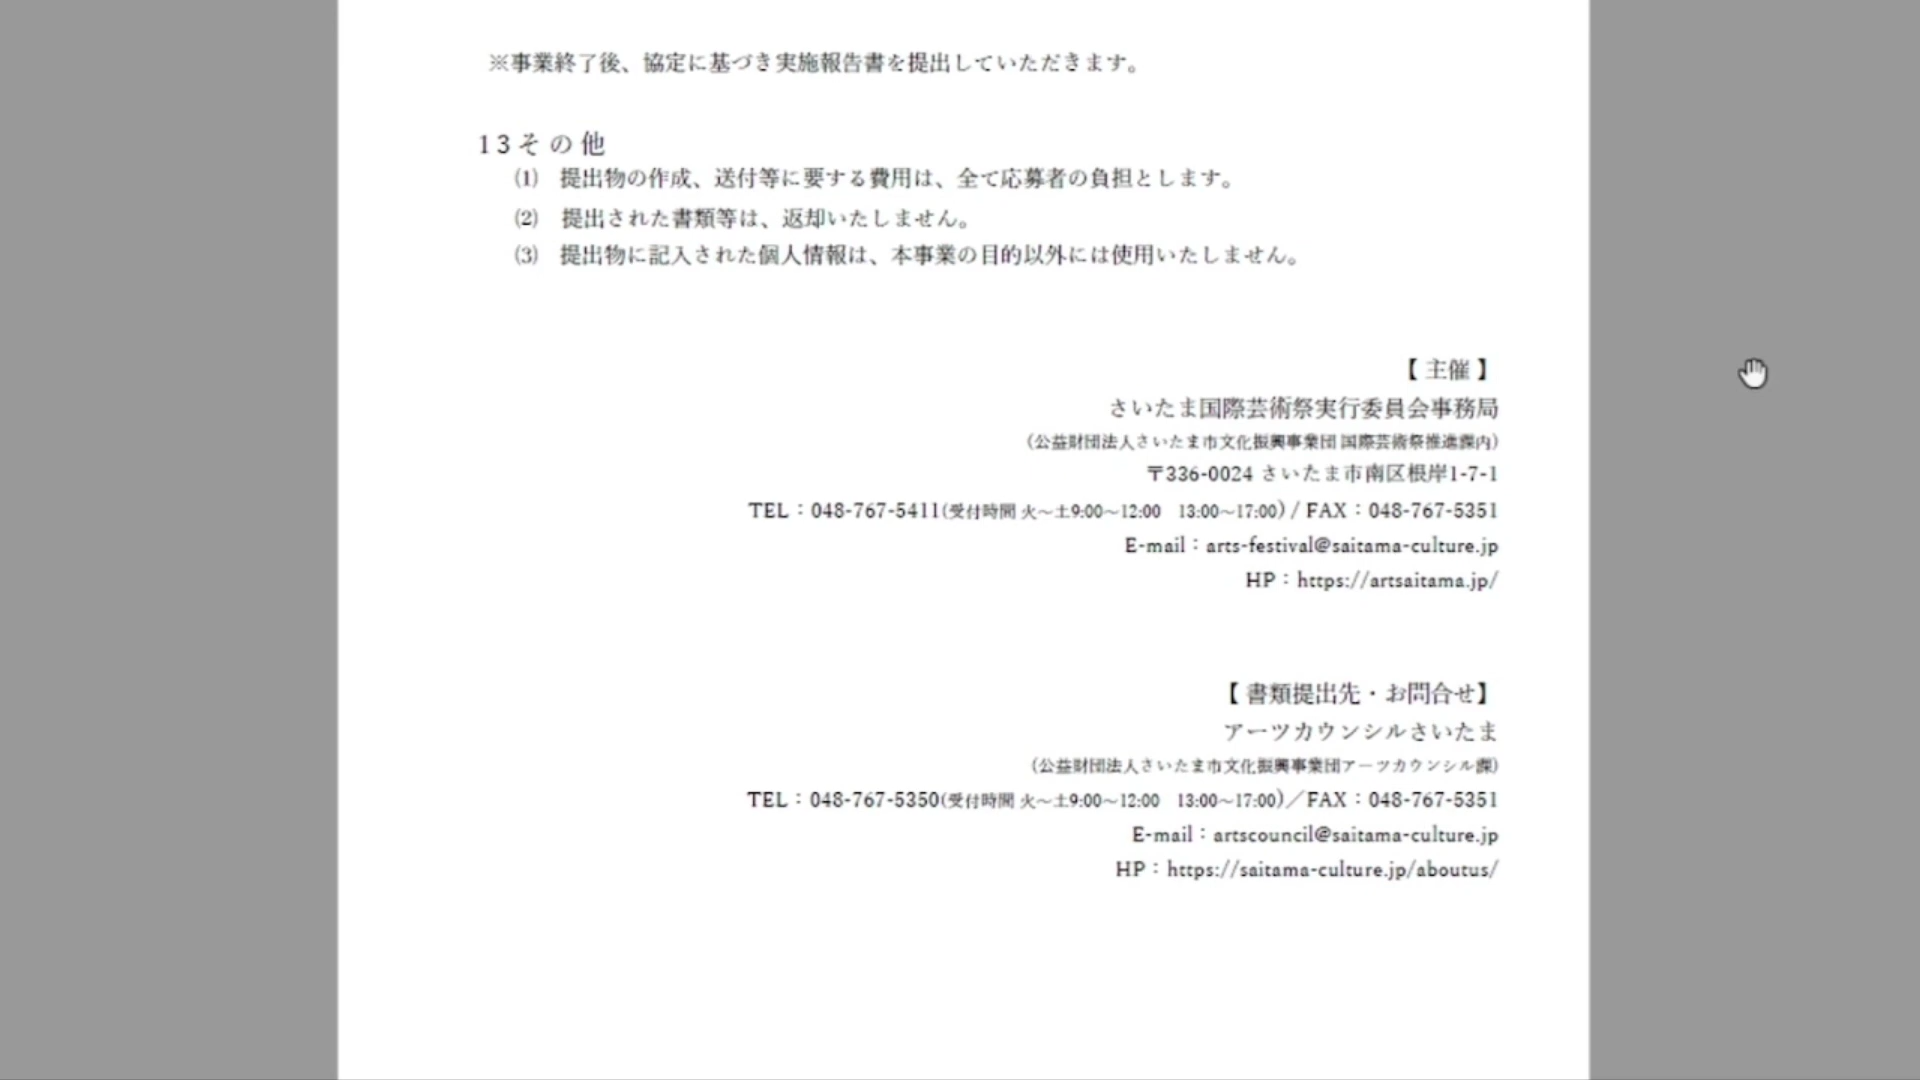 ※事業終了後、協定に基づき実施報告書を提出していただきます。
13その他
(1) 提出物の作成、送付等に要する費用は、全て応募者の負担とします。
(2) 提出された書類等は、返却いたしません。
(3) 提出物に記入された個人情報は、本事業の目的以外には使用いたしません。
【 主催 】
さいたま国際芸術祭実行委員会事務局
(公益財団法人さいたま市文化振興事業団 国際芸術祭推進課内)
〒336-0024 さいたま市南区根岸1-7-1
TEL：048-767-5411(受付時間 火～土9:00～12:00 13:00～17:00) / FAX：048-767-5351
E-mail：arts-festival@saitama-culture.jp
HP：https://artsaitama.jp/
【 書類提出先・お問合せ】
アーツカウンシルさいたま
(公益財団法人さいたま市文化振興事業団アーツカウンシル課)
TEL：048-767-5350(受付時間 火～土9:00～12:00 13:00～17:00)／FAX：048-767-5351
E-mail：artscouncil@saitama-culture.jp
HP：https://saitama-culture.jp/aboutus/